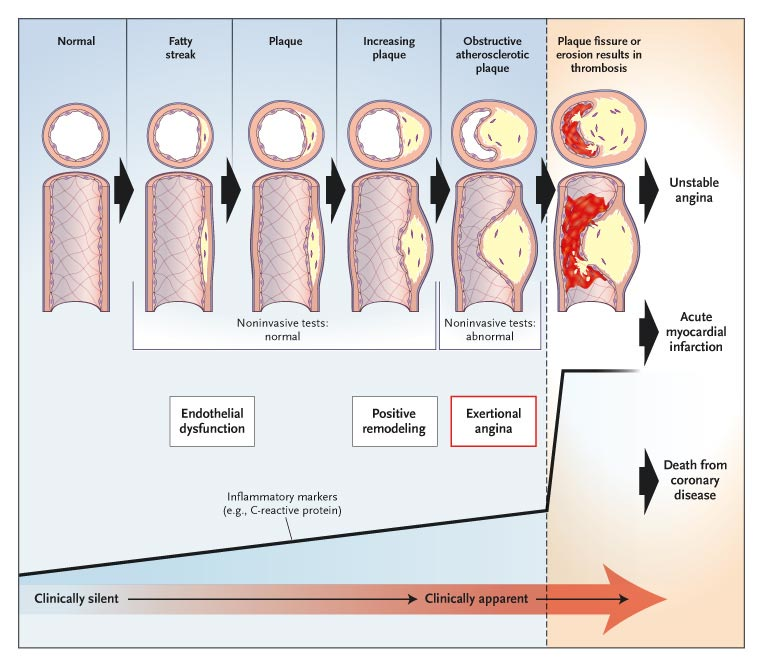 Normal
Fatty
streak
Plaque
Increasing
plaque
Obstructive
atherosclerotic
plaque
Plaque fissure or
erosion results in
thrombosis
Unstable
angina
Noninvasive tests:
normal
Noninvasive tests:
abnormal
Acute
myocardial
infarction
Endothelial
dysfunction
Positive
remodeling
Exertional
angina
Death from
coronary
disease
Inflammatory markers
(e.g., C-reactive protein)
Clinically silent
Clinically apparent